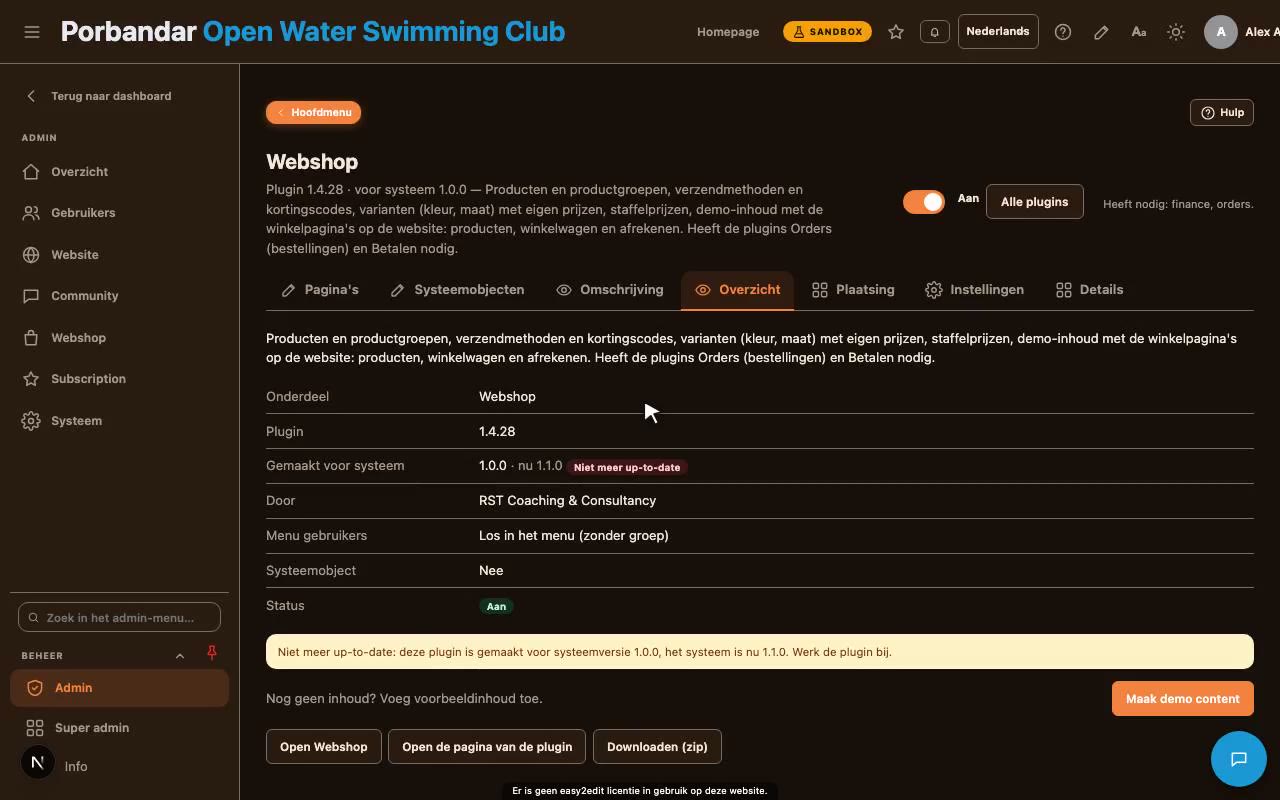 Porbandar Open Water Swimming Club
Homepage
SANDBOX
Nederlands
Aa
A
Alex A
Terug naar dashboard
ADMIN
Overzicht
Gebruikers
Website
Community
Webshop
Subscription
Systeem
Zoek in het admin-menu...
BEHEER
Admin
Super admin
N
Info
Hoofdmenu
Hulp
Webshop
Plugin 1.4.28 · voor systeem 1.0.0 — Producten en productgroepen, verzendmethoden en
kortingscodes, varianten (kleur, maat) met eigen prijzen, staffelprijzen, demo-inhoud met de
winkelpagina's op de website: producten, winkelwagen en afrekenen. Heeft de plugins Orders
(bestellingen) en Betalen nodig.
Aan
Alle plugins
Heeft nodig: finance, orders.
Pagina's
Systeemobjecten
Omschrijving
Overzicht
Plaatsing
Instellingen
Details
Producten en productgroepen, verzendmethoden en kortingscodes, varianten (kleur, maat) met eigen prijzen, staffelprijzen, demo-inhoud met de winkelpagina's
op de website: producten, winkelwagen en afrekenen. Heeft de plugins Orders (bestellingen) en Betalen nodig.
Onderdeel Webshop
Plugin 1.4.28
Gemaakt voor systeem 1.0.0 · nu 1.1.0 Niet meer up-to-date
Door RST Coaching & Consultancy
Menu gebruikers Los in het menu (zonder groep)
Systeemobject Nee
Status Aan
Niet meer up-to-date: deze plugin is gemaakt voor systeemversie 1.0.0, het systeem is nu 1.1.0. Werk de plugin bij.
Nog geen inhoud? Voeg voorbeeldinhoud toe.
Maak demo content
Open Webshop
Open de pagina van de plugin
Downloaden (zip)
Er is geen easy2edit licentie in gebruik op deze website.